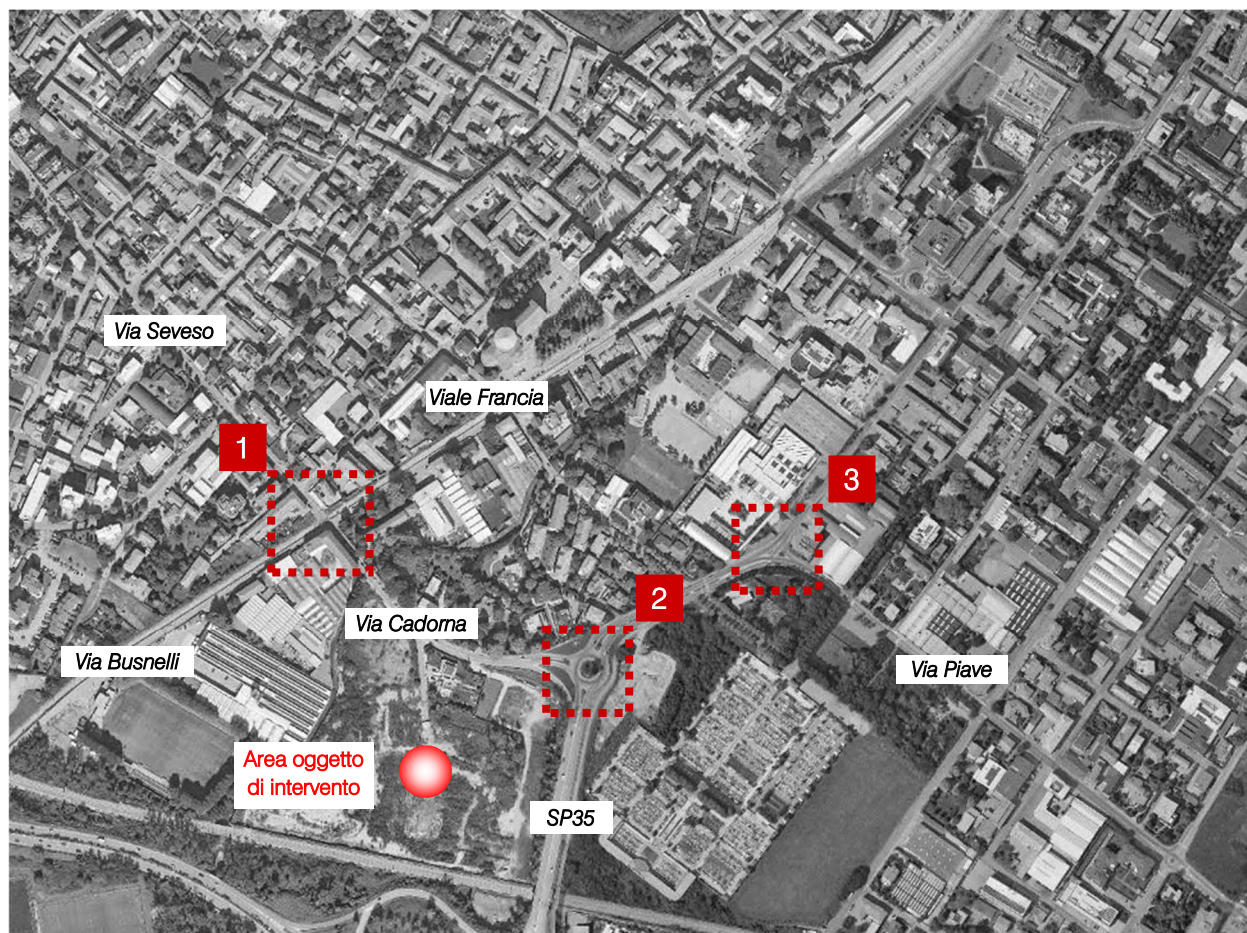 Via Seveso
Viale Francia
1
3
2
Via Cadorna
Via Busnelli
Via Piave
Area oggetto
di intervento
SP35